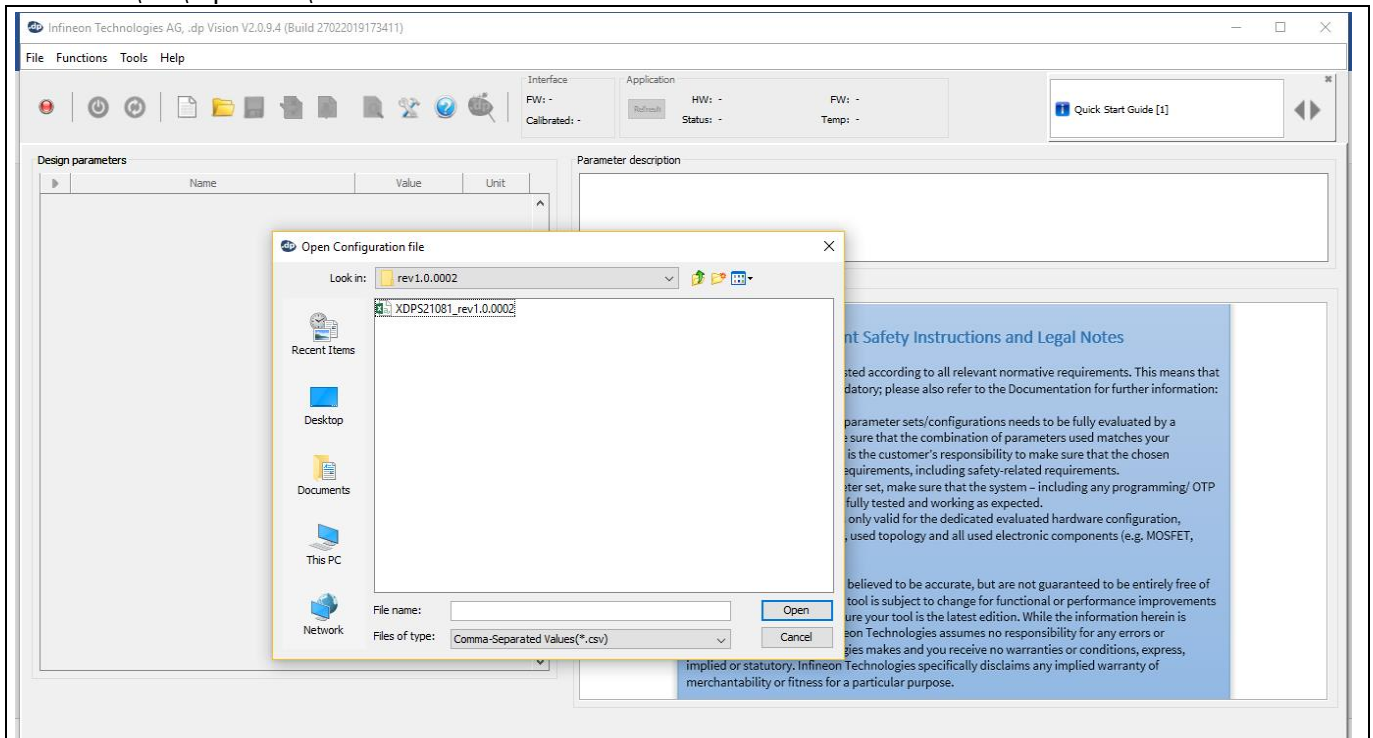 Infineon Technologies AG, .dp Vision V2.0.9.4 (Build 27022019173411)
File Functions Tools Help
Interface
FW: -
Calibrated: -
Application
Refresh
HW: -
FW: -
Status: -
Temp: -
Quick Start Guide [1]
Design parameters
Name Value Unit
Parameter description
Open Configuration file
Look in: rev1.0.0002
XDPS21081_rev1.0.0002
Recent Items
Desktop
Documents
This PC
Network
File name:
Open
Files of type: Comma-Separated Values(*.csv)
Cancel
Safety Instructions and Legal Notes
according to all relevant normative requirements. This means that
please also refer to the Documentation for further information:
parameter sets/configurations needs to be fully evaluated by a
sure that the combination of parameters used matches your
is the customer's responsibility to make sure that the chosen
including safety-related requirements.
set, make sure that the system – including any programming/ OTP
fully tested and working as expected.
only valid for the dedicated evaluated hardware configuration,
, used topology and all used electronic components (e.g. MOSFET,
believed to be accurate, but are not guaranteed to be entirely free of
tool is subject to change for functional or performance improvements
your tool is the latest edition. While the information herein is
Technologies assumes no responsibility for any errors or
makes and you receive no warranties or conditions, express,
implied or statutory. Infineon Technologies specifically disclaims any implied warranty of
merchantability or fitness for a particular purpose.